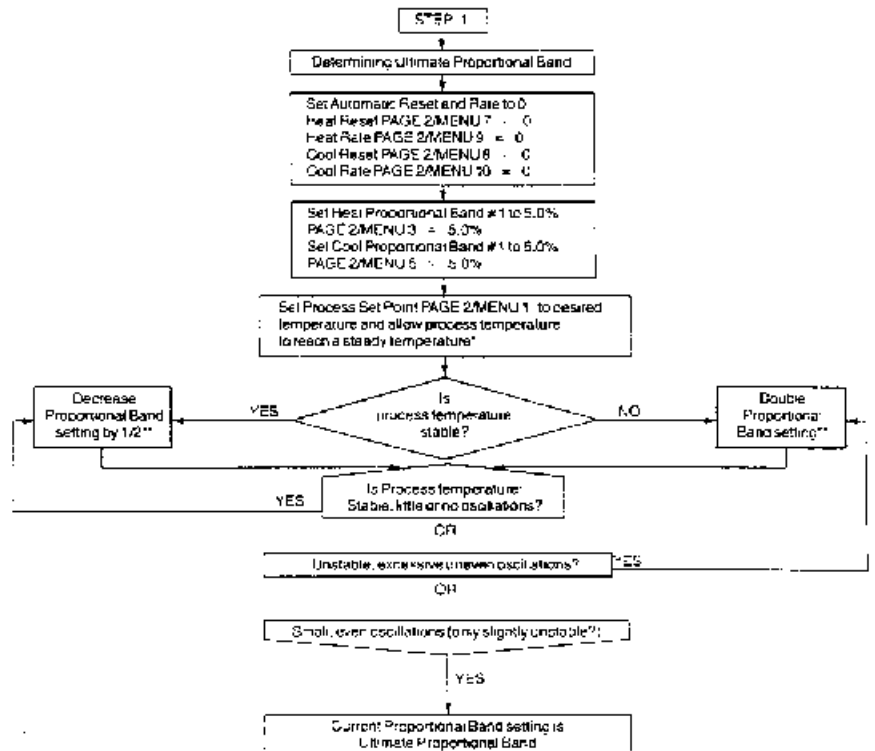 STEP 1
Determining Ultimate Proportional Band
Set Automatic Reset and Rate to 0
Heat Reset PAGE 2/MENU 7 = 0
Heat Rate PAGE 2/MENU 9 = 0
Cool Reset PAGE 2/MENU 8 = 0
Cool Rate PAGE 2/MENU 10 = 0
Set Heat Proportional Band #1 to 5.0%
PAGE 2/MENU 3 = 5.0%
Set Cool Proportional Band #1 to 5.0%
PAGE 2/MENU 5 = 5.0%
Set Process Set Point PAGE 2/MENU 1 to desired
temperature and allow process temperature
to reach a steady temperature*
Decrease
Proportional Band
setting by 1/2**
YES
Is
process temperature
stable?
NO
Double
Proportional
Band setting**
YES
Is Process temperature:
Stable, little or no oscillations?
OR
Unstable, excessive uneven oscillations?
YES
OR
Small, even oscillations (only slightly unstable?)
YES
Current Proportional Band setting is
Ultimate Proportional Band